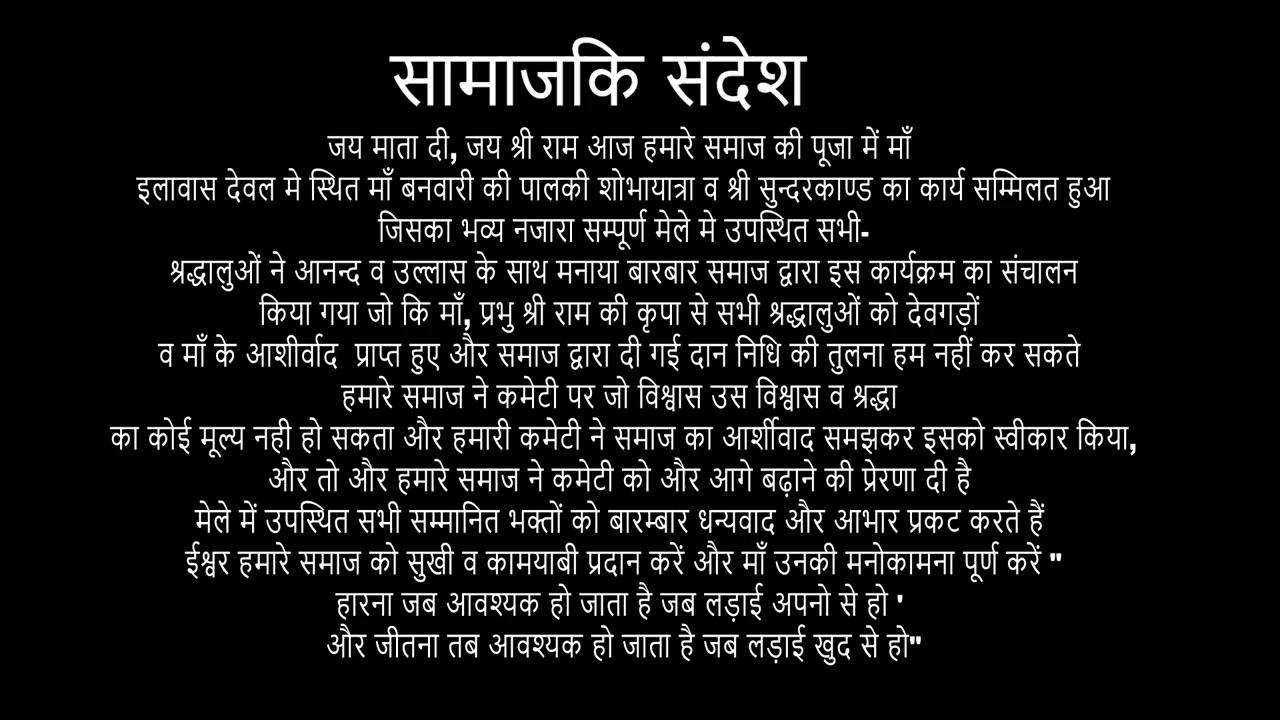 सामाजकि संदेश
जय माता दी, जय श्री राम आज हमारे समाज की पूजा में माँ
इलावास देवल मे स्थित माँ बनवारी की पालकी शोभायात्रा व श्री सुन्दरकाण्ड का कार्य सम्मिलत हुआ
जिसका भव्य नजारा सम्पूर्ण मेले मे उपस्थित सभी-
श्रद्धालुओं ने आनन्द व उल्लास के साथ मनाया बारबार समाज द्वारा इस कार्यक्रम का संचालन
किया गया जो कि माँ, प्रभु श्री राम की कृपा से सभी श्रद्धालुओं को देवगड़ों
व माँ के आशीर्वाद  प्राप्त हुए और समाज द्वारा दी गई दान निधि की तुलना हम नहीं कर सकते
हमारे समाज ने कमेटी पर जो विश्वास उस विश्वास व श्रद्धा
का कोई मूल्य नही हो सकता और हमारी कमेटी ने समाज का आर्शीवाद समझकर इसको स्वीकार किया,
और तो और हमारे समाज ने कमेटी को और आगे बढ़ाने की प्रेरणा दी है
मेले में उपस्थित सभी सम्मानित भक्तों को बारम्बार धन्यवाद और आभार प्रकट करते हैं
ईश्वर हमारे समाज को सुखी व कामयाबी प्रदान करें और माँ उनकी मनोकामना पूर्ण करें "
हारना जब आवश्यक हो जाता है जब लड़ाई अपनो से हो '
और जीतना तब आवश्यक हो जाता है जब लड़ाई खुद से हो"